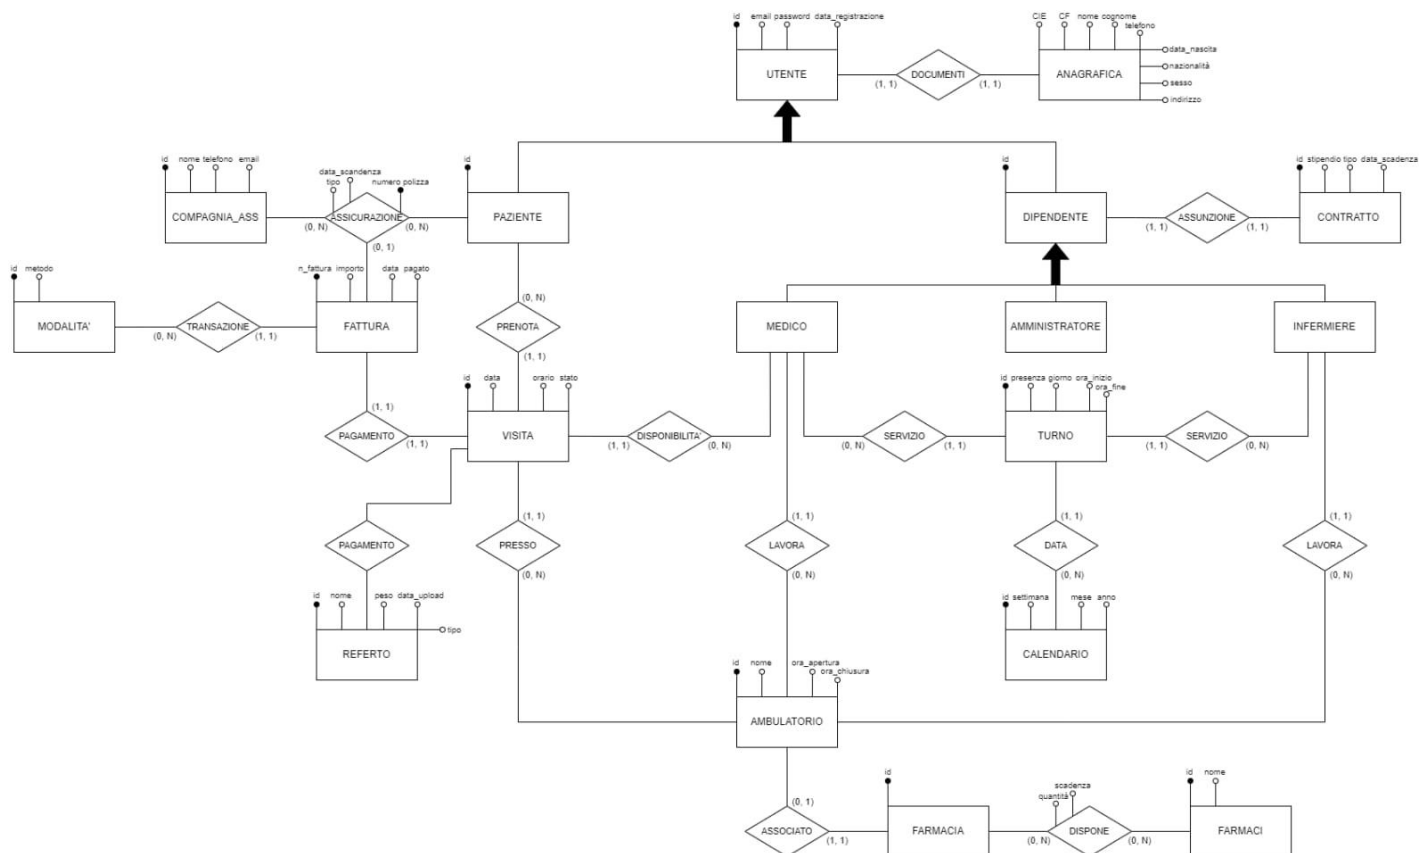 id email password data_registrazione
UTENTE
(1, 1)
DOCUMENTI
(1, 1)
CIE CF nome cognome
telefono
data_nascita
nazionalità
sesso
indirizzo
ANAGRAFICA
id nome telefono email
COMPAGNIA_ASS
(0, N)
data_scandenza
tipo
numero polizza
ASSICURAZIONE
(0, N)
(0, 1)
id
PAZIENTE
id
DIPENDENTE
(1, 1)
ASSUNZIONE
(1, 1)
id stipendio tipo data_scadenza
CONTRATTO
id metodo
MODALITA'
(0, N)
TRANSAZIONE
(1, 1)
n_fattura importo data pagato
FATTURA
(0, N)
PRENOTA
(1, 1)
MEDICO
AMMINISTRATORE
INFERMIERE
(1, 1)
PAGAMENTO
(1, 1)
id data orario stato
VISITA
(1, 1)
DISPONIBILITA'
(0, N)
(0, N)
SERVIZIO
(1, 1)
id presenza giorno ora_inizio
ora_fine
TURNO
(1, 1)
SERVIZIO
(0, N)
PAGAMENTO
(1, 1)
PRESSO
(0, N)
(1, 1)
LAVORA
(0, N)
(1, 1)
DATA
(0, N)
(1, 1)
LAVORA
(0, N)
id nome peso data_upload
tipo
REFERTO
id settimana mese anno
CALENDARIO
id nome ora_apertura
ora_chiusura
AMBULATORIO
(0, 1)
ASSOCIATO
(1, 1)
id
FARMACIA
(0, N)
scadenza
quantità
DISPONE
(0, N)
id nome
FARMACI